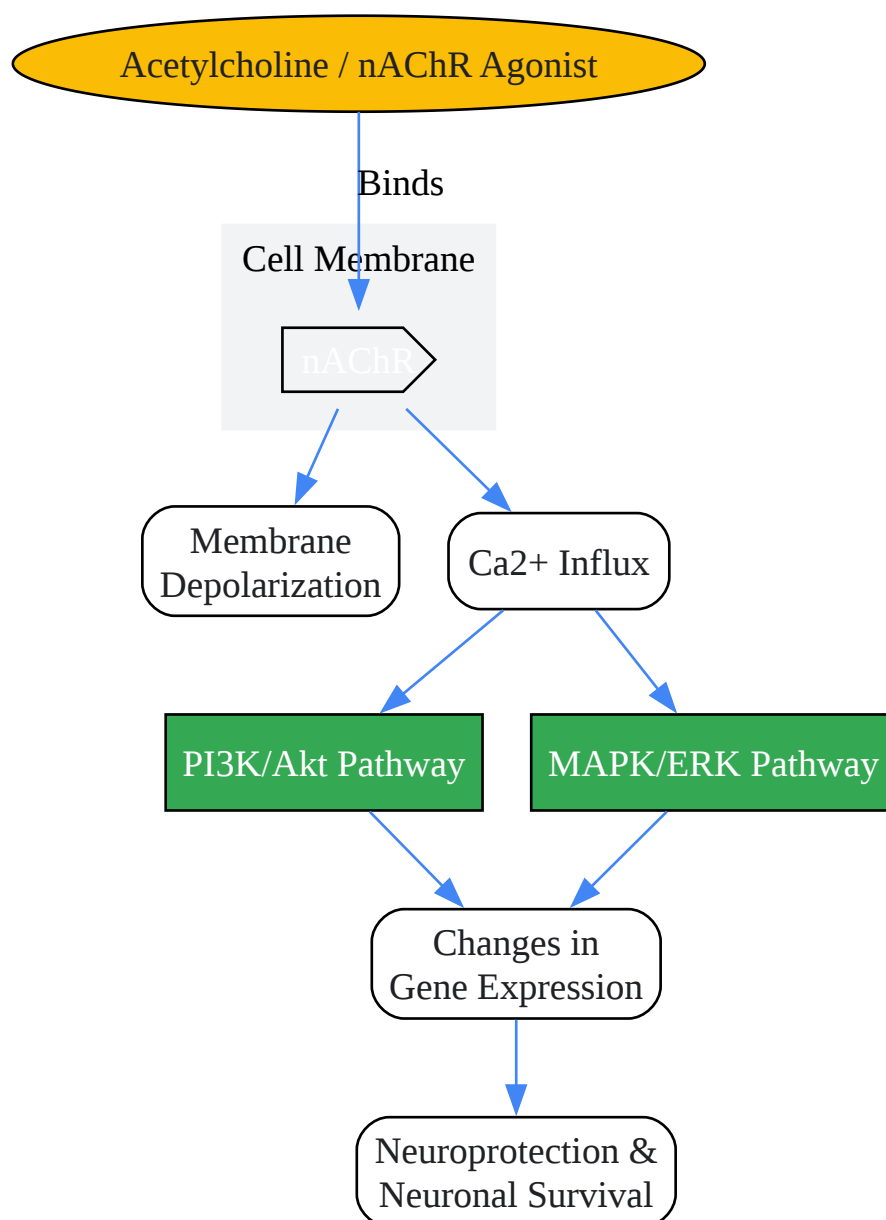 Acetylcholine / nAChR Agonist
Binds
Cell Membrane
nAChR
Membrane
Depolarization
Ca2+ Influx
PI3K/Akt Pathway
MAPK/ERK Pathway
Changes in
Gene Expression
Neuroprotection &
Neuronal Survival